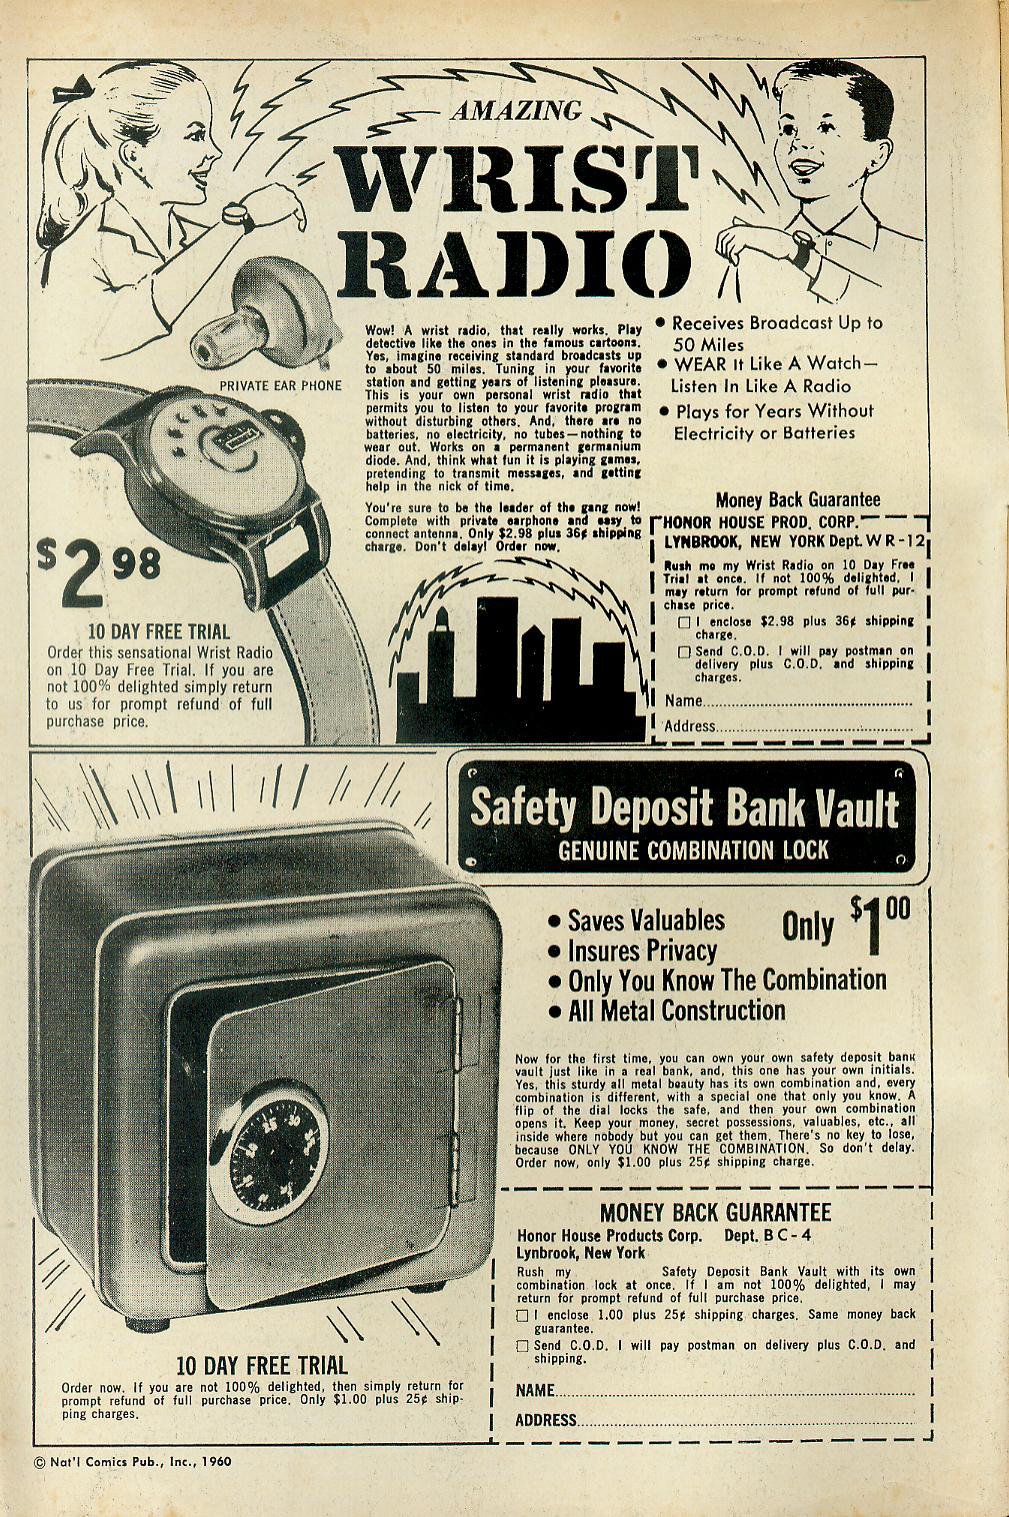 AMAZING
WRIST
RADIO
PRIVATE EAR PHONE
Wow! A wrist radio, that really works. Play
detective like the ones in the famous cartoons.
Yes, imagine receiving standard broadcasts up
to about 50 miles. Tuning in your favorite
station and getting years of listening pleasure.
This is your own personal wrist radio that
permits you to listen to your favorite program
without disturbing others. And, there are no
batteries, no electricity, no tubes—nothing to
wear out. Works on a permanent germanium
diode. And, think what fun it is playing games,
pretending to transmit messages, and getting
help in the nick of time.
You're sure to be the leader of the gang now!
Complete with private earphone and easy to
connect antenna. Only $2.98 plus 36¢ shipping
charge. Don't delay! Order now.
• Receives Broadcast Up to
50 Miles
• WEAR It Like A Watch—
Listen In Like A Radio
• Plays for Years Without
Electricity or Batteries
$2.98
10 DAY FREE TRIAL
Order this sensational Wrist Radio
on 10 Day Free Trial. If you are
not 100% delighted simply return
to us for prompt refund of full
purchase price.
Money Back Guarantee
HONOR HOUSE PROD. CORP.
LYNBROOK, NEW YORK Dept. WR-12
Rush me my Wrist Radio on 10 Day Free
Trial at once. If not 100% delighted, I
may return for prompt refund of full pur-
chase price.
☐ I enclose $2.98 plus 36¢ shipping
charge.
☐ Send C.O.D. I will pay postman on
delivery plus C.O.D. and shipping
charges.
Name
Address
Safety Deposit Bank Vault
GENUINE COMBINATION LOCK
• Saves Valuables
Only $1.00
• Insures Privacy
• Only You Know The Combination
• All Metal Construction
Now for the first time, you can own your own safety deposit bank
vault just like in a real bank, and, this one has your own initials.
Yes, this sturdy all metal beauty has its own combination and, every
combination is different, with a special one that only you know. A
flip of the dial locks the safe, and then your own combination
opens it. Keep your money, secret possessions, valuables, etc., all
inside where nobody but you can get them. There's no key to lose,
because ONLY YOU KNOW THE COMBINATION. So don't delay.
Order now, only $1.00 plus 25¢ shipping charge.
MONEY BACK GUARANTEE
Honor House Products Corp. Dept. BC-4
Lynbrook, New York
Rush my Safety Deposit Bank Vault with its own
combination lock at once. If I am not 100% delighted, I may
return for prompt refund of full purchase price.
☐ I enclose 1.00 plus 25¢ shipping charges. Same money back
guarantee.
☐ Send C.O.D. I will pay postman on delivery plus C.O.D. and
shipping.
NAME
ADDRESS
10 DAY FREE TRIAL
Order now. If you are not 100% delighted, then simply return for
prompt refund of full purchase price. Only $1.00 plus 25¢ ship-
ping charges.
© Nat'l Comics Pub., Inc., 1960